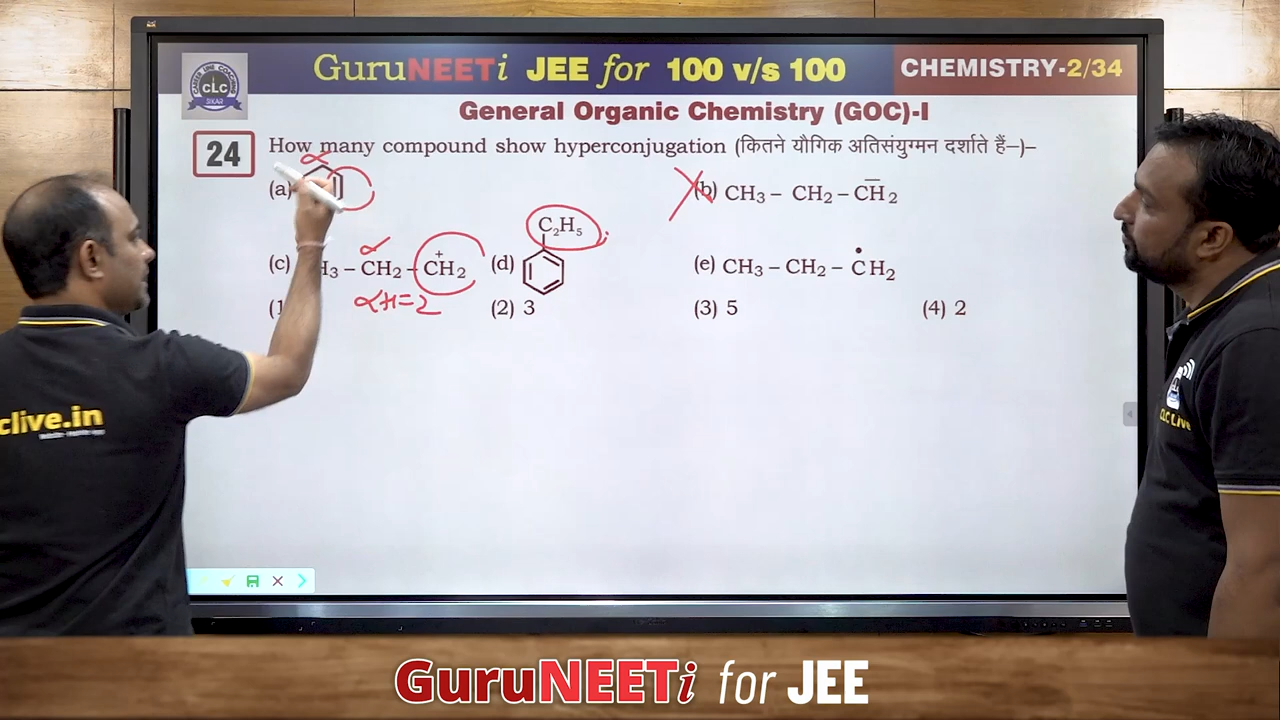 GuruNEETi JEE for 100 v/s 100 CHEMISTRY-2/34
CLC
SIKAR
General Organic Chemistry (GOC)-I
24 How many compound show hyperconjugation (कितने यौगिक अतिसंयुग्मन दर्शाते हैं–)–
α
(a) (b) CH₃ – CH₂ – C̅H₂
C₂H₅
α
(c) H₃ – CH₂ – C⁺H₂ (d) (e) CH₃ – CH₂ – ĊH₂
αH=2
(1 (2) 3 (3) 5 (4) 2
clive.in
CLC LIVE
GuruNEETi for JEE